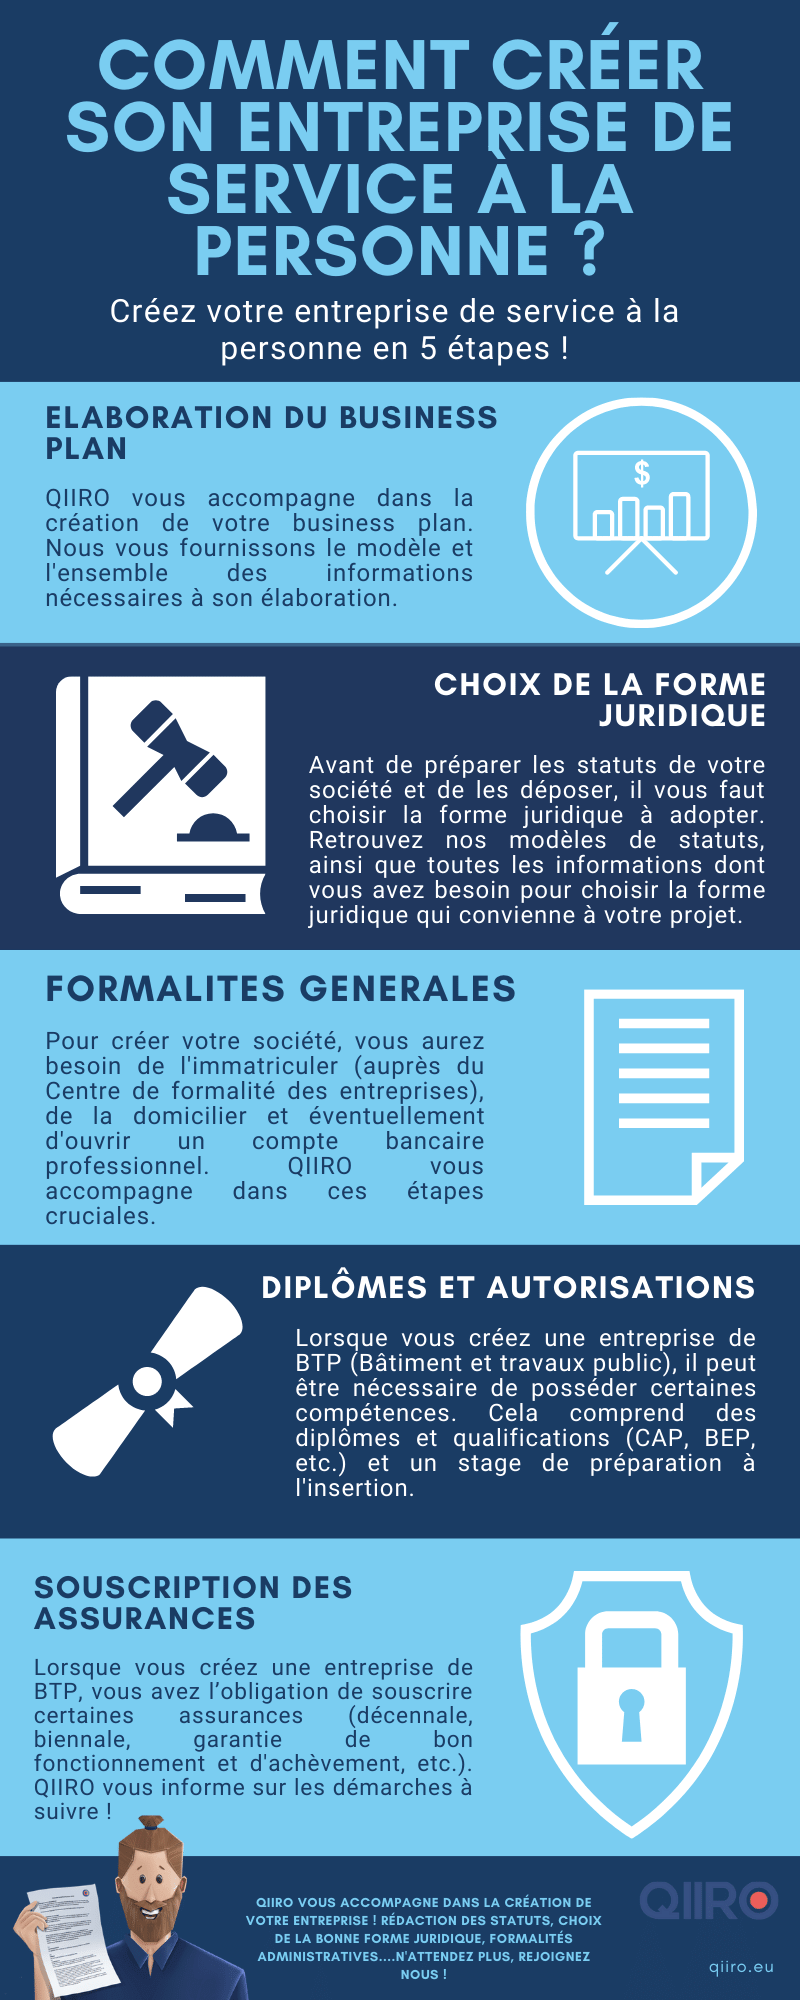 COMMENT CRÉER
SON ENTREPRISE DE
SERVICE À LA
PERSONNE ?
Créez votre entreprise de service à la
personne en 5 étapes !
ELABORATION DU BUSINESS
PLAN
QIIRO vous accompagne dans la
création de votre business plan.
Nous vous fournissons le modèle et
l'ensemble des informations
nécessaires à son élaboration.
$
CHOIX DE LA FORME
JURIDIQUE
Avant de préparer les statuts de votre
société et de les déposer, il vous faut
choisir la forme juridique à adopter.
Retrouvez nos modèles de statuts,
ainsi que toutes les informations dont
vous avez besoin pour choisir la forme
juridique qui convienne à votre projet.
FORMALITES GENERALES
Pour créer votre société, vous aurez
besoin de l'immatriculer (auprès du
Centre de formalité des entreprises),
de la domicilier et éventuellement
d'ouvrir un compte bancaire
professionnel. QIIRO vous
accompagne dans ces étapes
cruciales.
DIPLÔMES ET AUTORISATIONS
Lorsque vous créez une entreprise de
BTP (Bâtiment et travaux public), il peut
être nécessaire de posséder certaines
compétences. Cela comprend des
diplômes et qualifications (CAP, BEP,
etc.) et un stage de préparation à
l'insertion.
SOUSCRIPTION DES
ASSURANCES
Lorsque vous créez une entreprise de
BTP, vous avez l’obligation de souscrire
certaines assurances (décennale,
biennale, garantie de bon
fonctionnement et d'achèvement, etc.).
QIIRO vous informe sur les démarches à
suivre !
QIIRO VOUS ACCOMPAGNE DANS LA CRÉATION DE
VOTRE ENTREPRISE ! RÉDACTION DES STATUTS, CHOIX
DE LA BONNE FORME JURIDIQUE, FORMALITÉS
ADMINISTRATIVES....N'ATTENDEZ PLUS, REJOIGNEZ
NOUS !
QIIRO
qiiro.eu